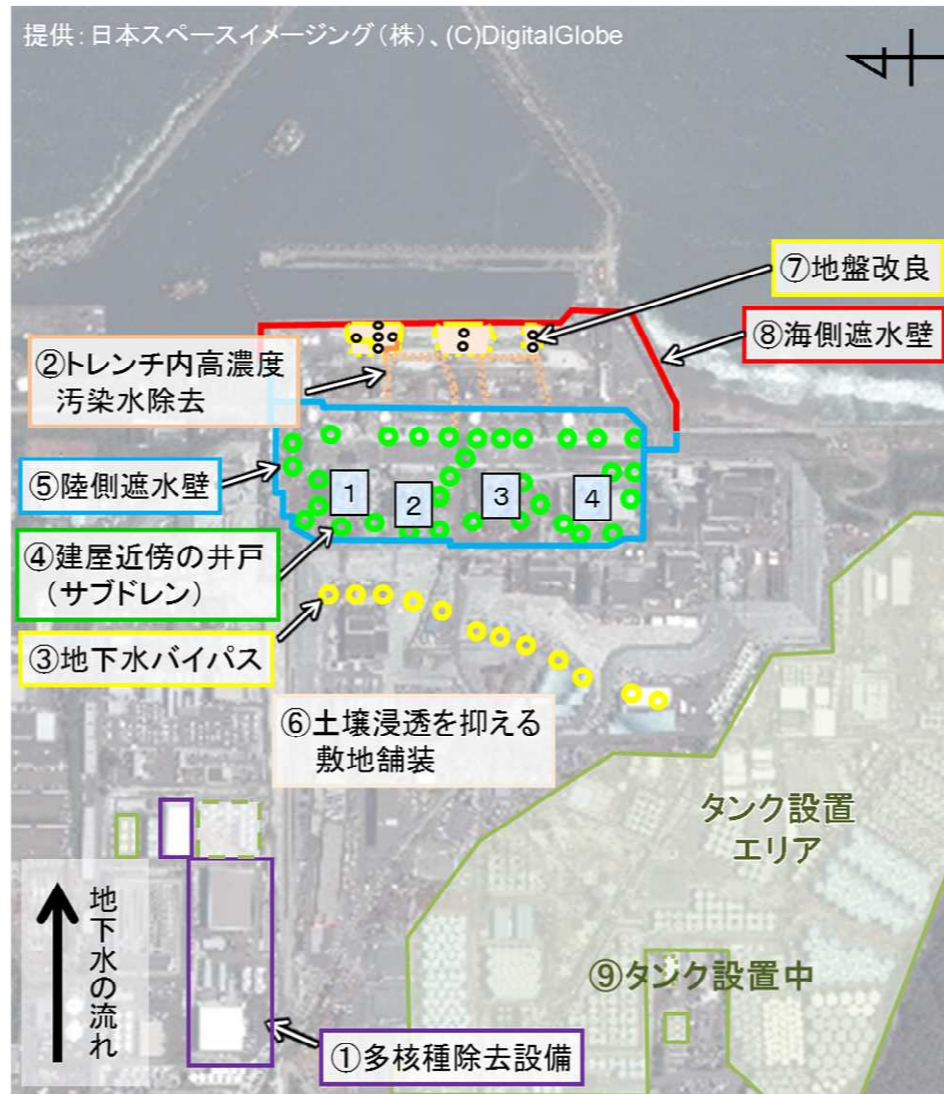 提供：日本スペースイメージング（株）、(C)DigitalGlobe
⑦地盤改良
⑧海側遮水壁
②トレンチ内高濃度
汚染水除去
⑤陸側遮水壁
1
2
3
4
④建屋近傍の井戸
（サブドレン）
③地下水バイパス
⑥土壌浸透を抑える
敷地舗装
タンク設置
エリア
地下水の流れ
⑨タンク設置中
①多核種除去設備